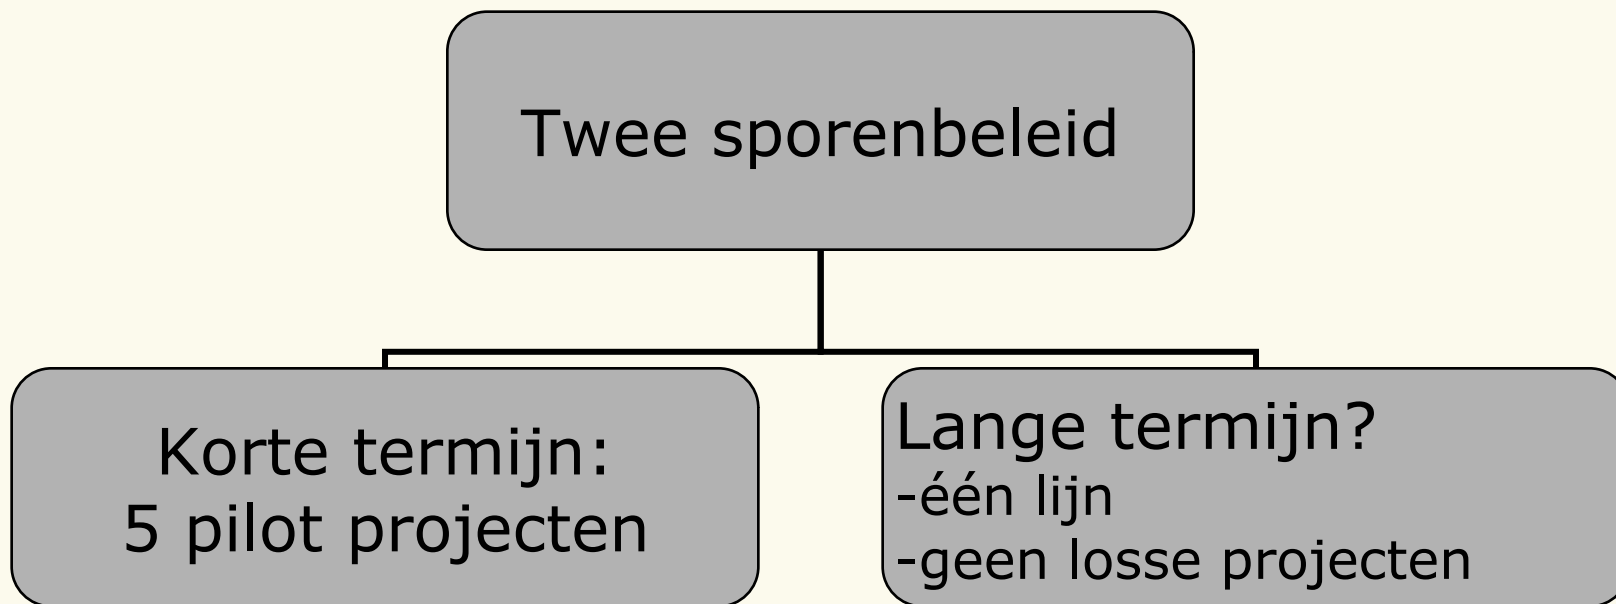 Twee sporenbeleid
Korte termijn:
5 pilot projecten
Lange termijn?
-één lijn
-geen losse projecten